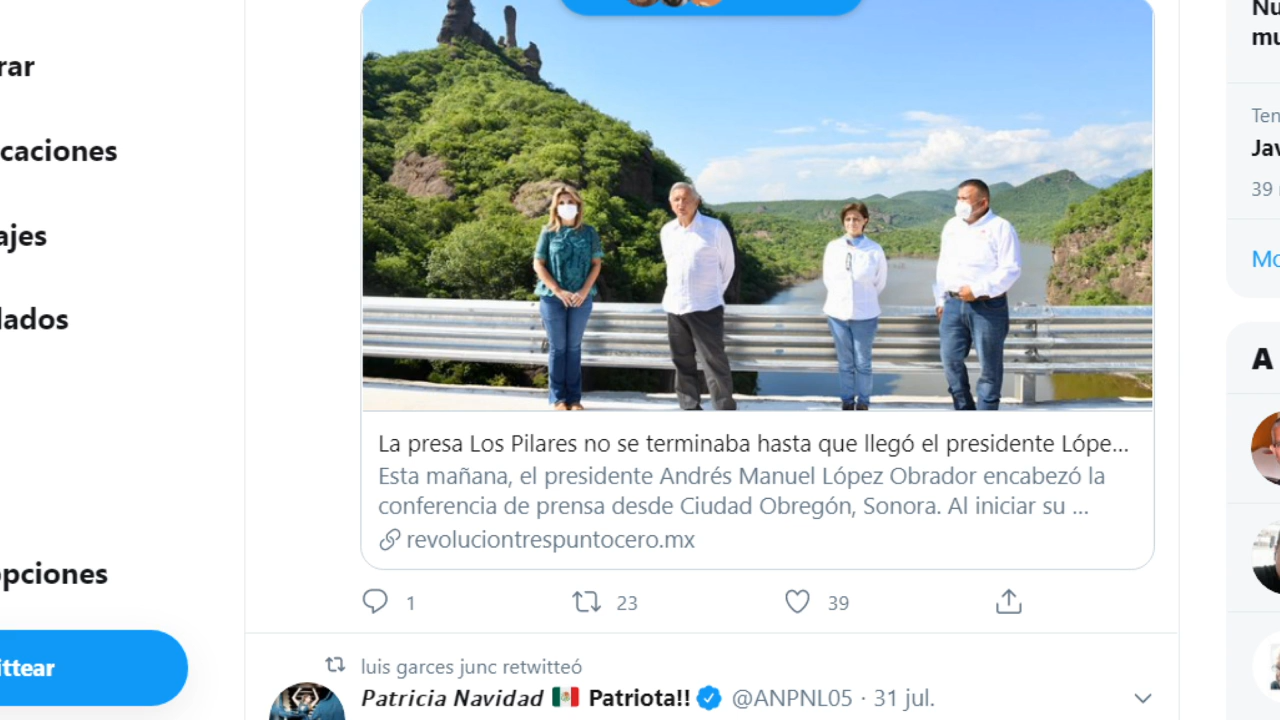 rar
caciones
ajes
lados
opciones
ittear
La presa Los Pilares no se terminaba hasta que llegó el presidente Lópe...
Esta mañana, el presidente Andrés Manuel López Obrador encabezó la
conferencia de prensa desde Ciudad Obregón, Sonora. Al iniciar su ...
revoluciontrespuntocero.mx
1 23 39
luis garces junc retwitteó
Patricia Navidad 🇲🇽 Patriota!! @ANPNL05 · 31 jul.
Nu
mu
Ten
Jav
39
Mo
A